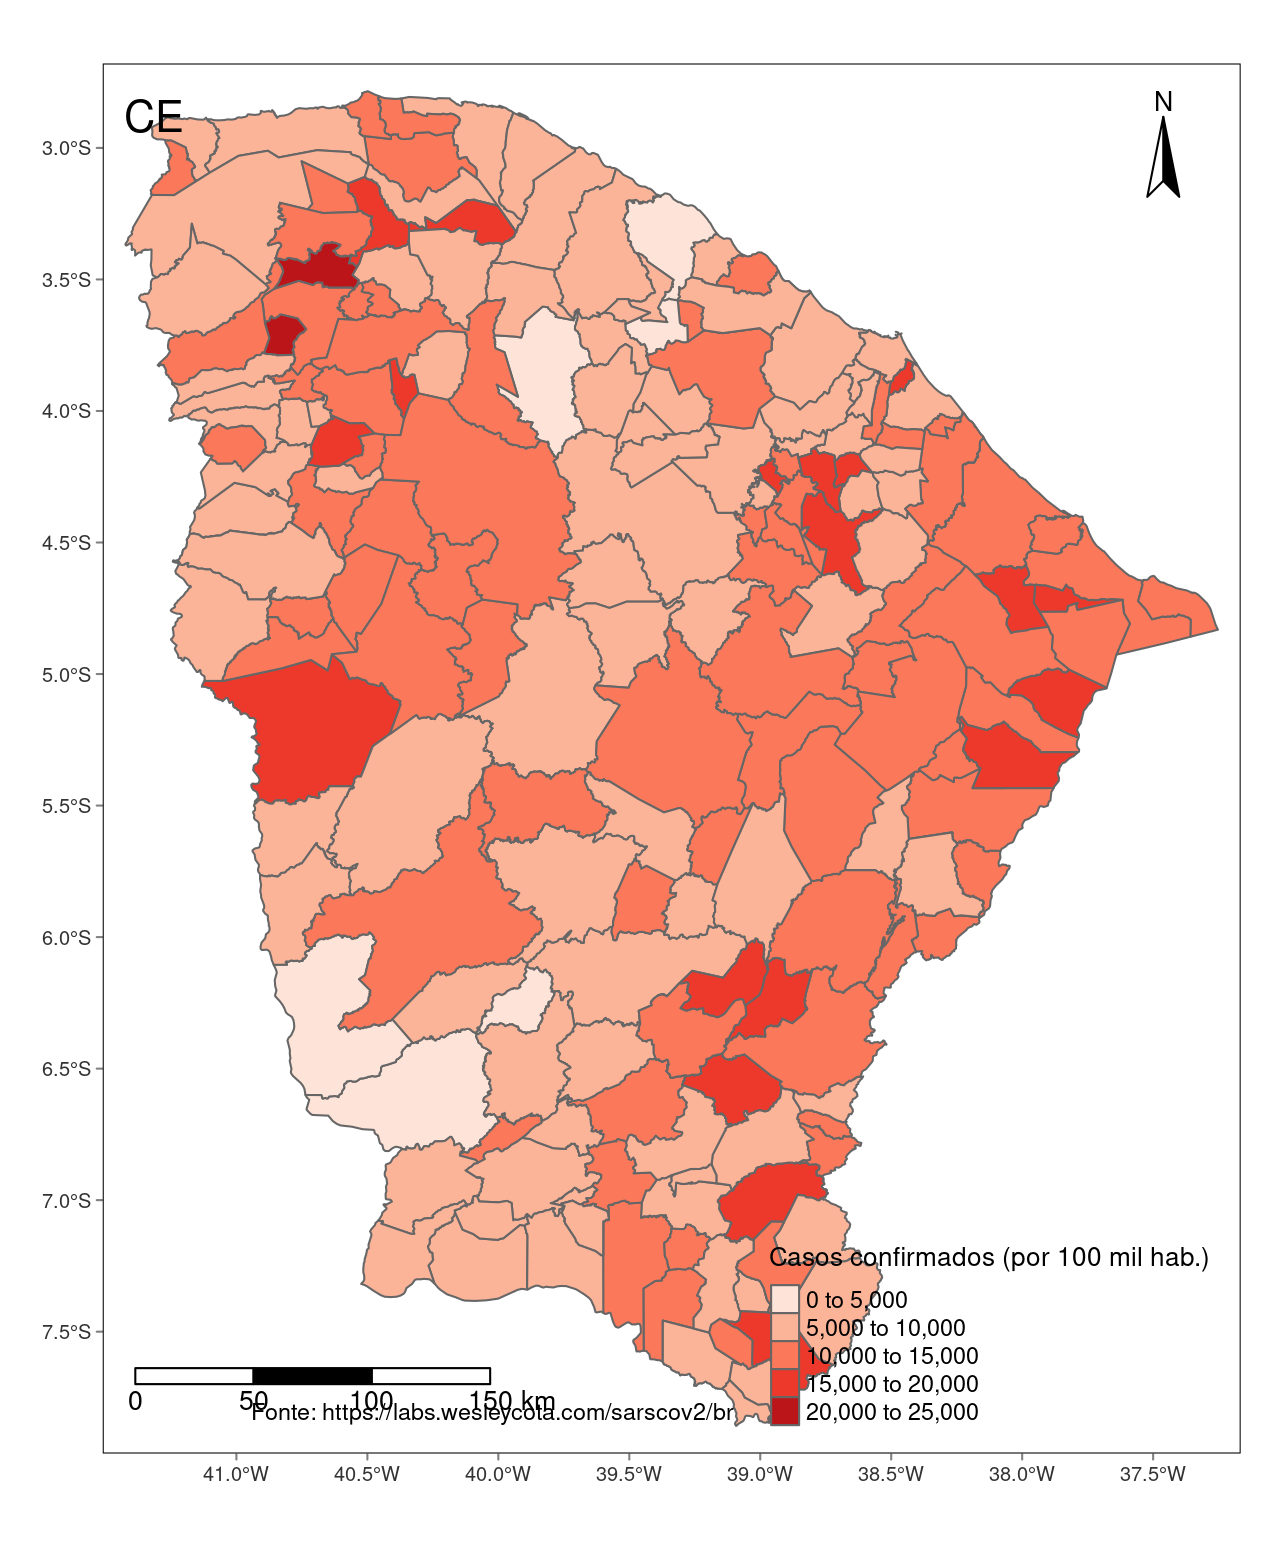 CE
N
3.0°S
3.5°S
4.0°S
4.5°S
5.0°S
5.5°S
6.0°S
6.5°S
7.0°S
7.5°S
Casos confirmados (por 100 mil hab.)
0 to 5,000
5,000 to 10,000
10,000 to 15,000
15,000 to 20,000
20,000 to 25,000
0 50 100 150 km
Fonte: https://labs.wesleycota.com/sarscov2/br
41.0°W 40.5°W 40.0°W 39.5°W 39.0°W 38.5°W 38.0°W 37.5°W